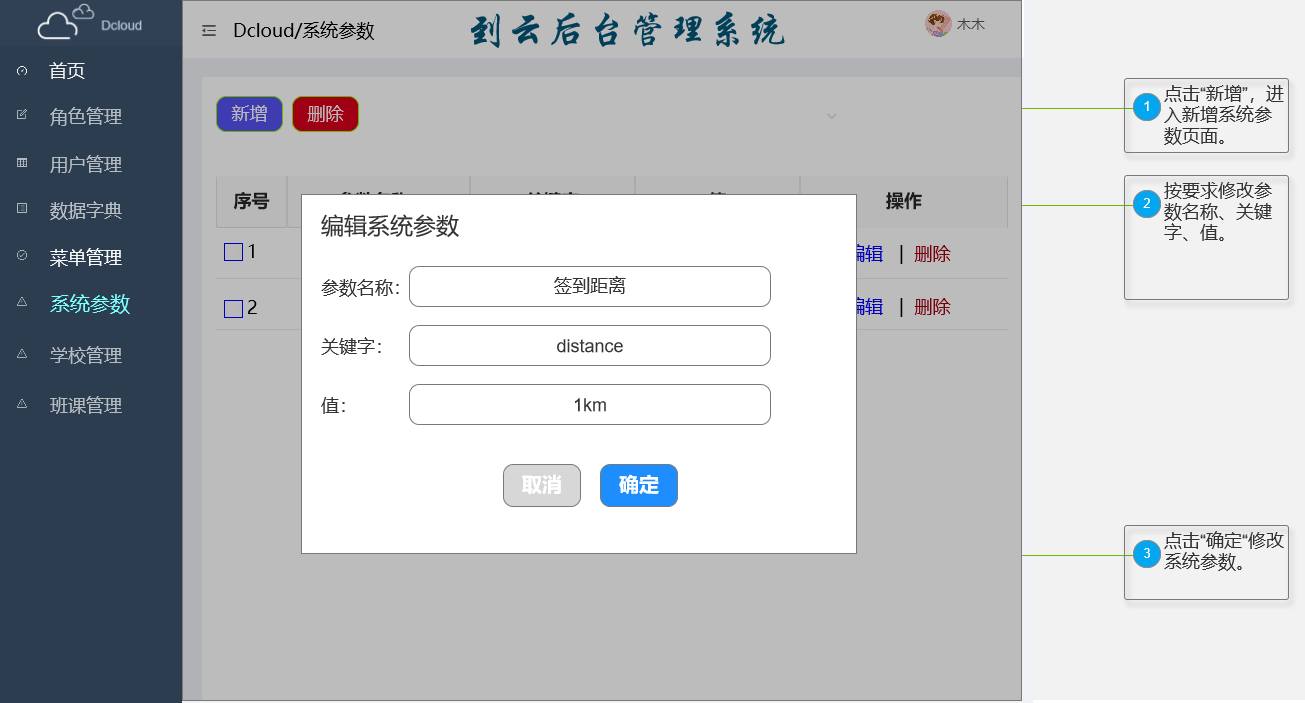 Dcloud
首页
角色管理
用户管理
数据字典
菜单管理
系统参数
学校管理
班课管理
Dcloud/系统参数
到云后台管理系统
木木
新增
删除
序号
操作
1
编辑 | 删除
2
编辑 | 删除
编辑系统参数
参数名称：
签到距离
关键字：
distance
值：
1km
取消
确定
1
点击“新增”，进
入新增系统参
数页面。
2
按要求修改参
数名称、关键
字、值。
3
点击“确定“修改
系统参数。